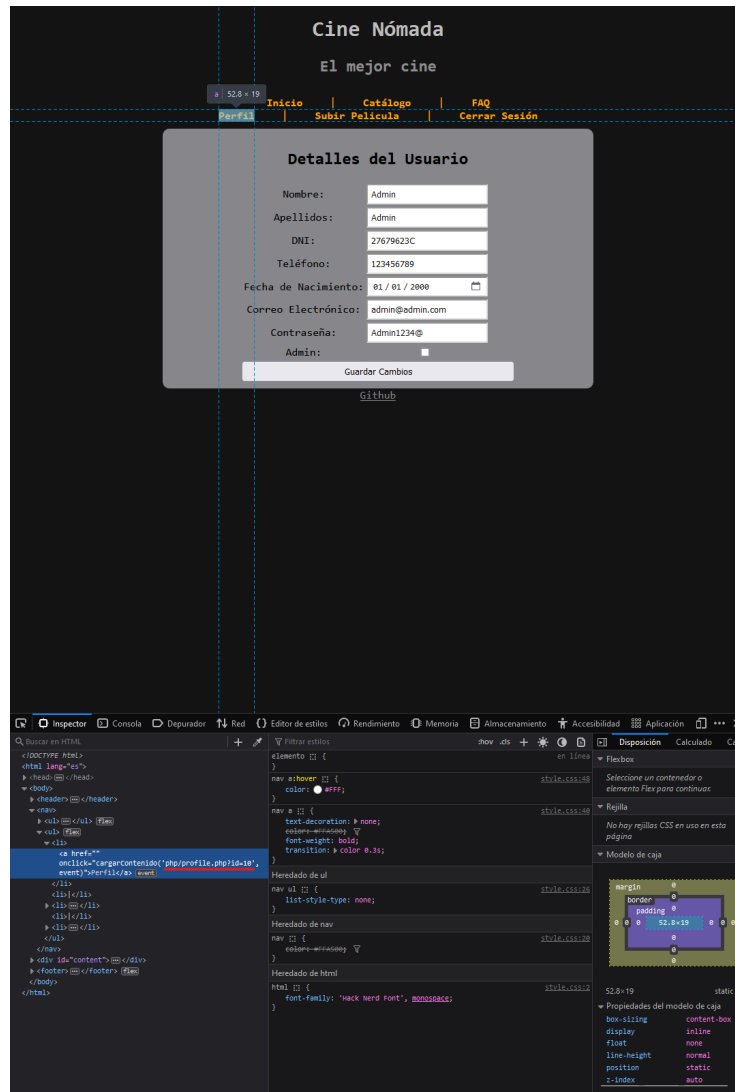 Cine Nómada
El mejor cine
a 52.8 × 19
Inicio | Catálogo | FAQ
Perfil | Subir Película | Cerrar Sesión
Detalles del Usuario
Nombre: Admin
Apellidos: Admin
DNI: 27679623C
Teléfono: 123456789
Fecha de Nacimiento: 01 / 01 / 2000
Correo Electrónico: admin@admin.com
Contraseña: Admin1234@
Admin:
Guardar Cambios
Github
Inspector Consola Depurador Red Editor de estilos Rendimiento Memoria Almacenamiento Accesibilidad Aplicación
Buscar en HTML
<!DOCTYPE html>
<html lang="es">
<head></head>
<body>
<header></header>
<nav>
<ul></ul> flex
<ul> flex
<li>
<a href=""
onclick="cargarContenido('php/profile.php?id=10',
event)">Perfil</a> event
</li>
<li>|</li>
<li></li>
<li>|</li>
<li></li>
</ul>
</nav>
<div id="content"></div>
<footer></footer> flex
</body>
</html>
Filtrar estilos :hov .cls
elemento { en línea
}
nav a:hover { style.css:48
color: #FFF;
}
nav a { style.css:40
text-decoration: none;
color: #FFA500;
font-weight: bold;
transition: color 0.3s;
}
Heredado de ul
nav ul { style.css:26
list-style-type: none;
}
Heredado de nav
nav { style.css:20
color: #FFA500;
}
Heredado de html
html { style.css:2
font-family: 'Hack Nerd Font', monospace;
}
Disposición Calculado Ca
Flexbox
Seleccione un contenedor o
elemento Flex para continuar.
Rejilla
No hay rejillas CSS en uso en esta
página
Modelo de caja
margin 0
border 0
padding 0
0 0 0 52.8×19 0 0 0
0
0
0
52.8×19 static
Propiedades del modelo de caja
box-sizing content-box
display inline
float none
line-height normal
position static
z-index auto